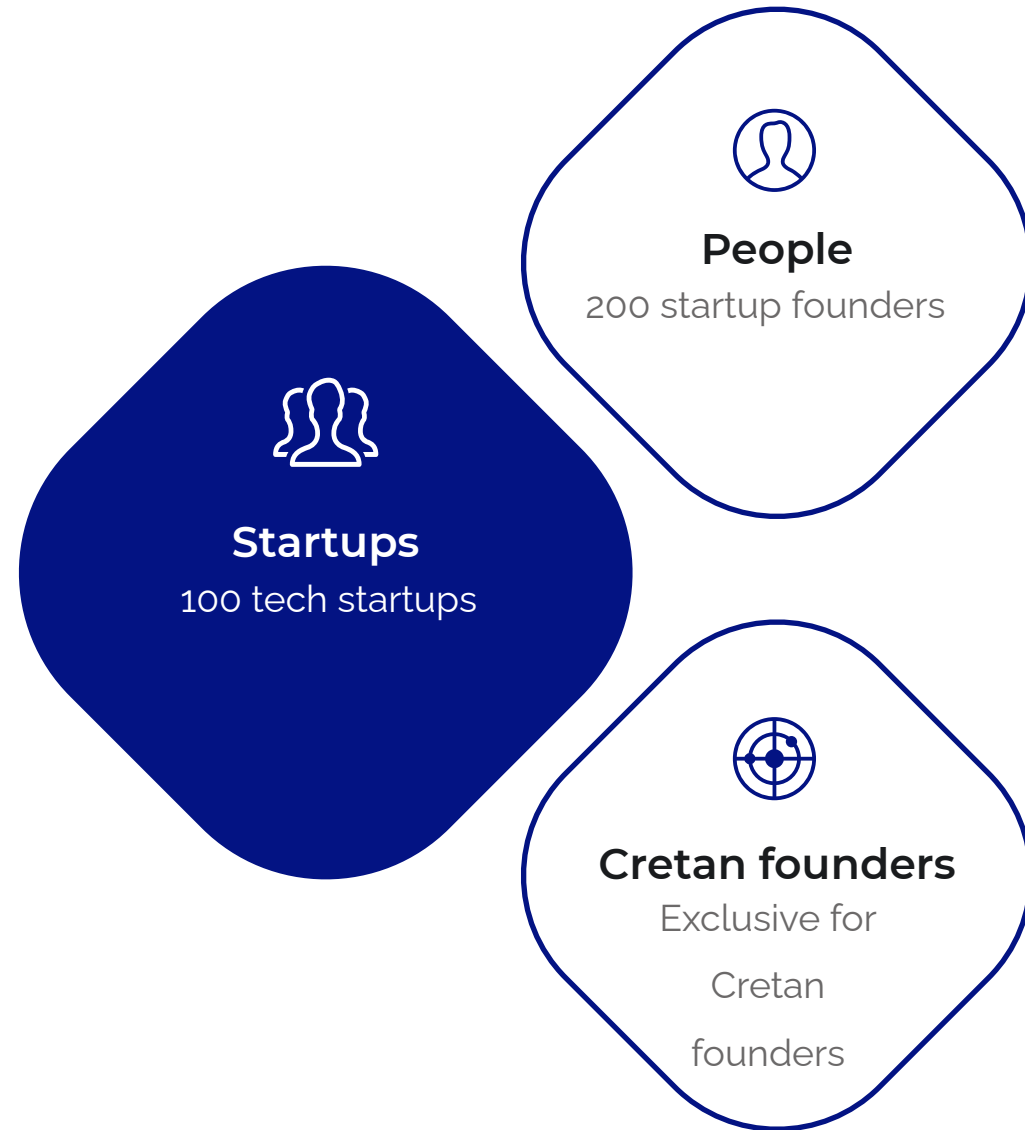 People
200 startup founders
Startups
100 tech startups
Cretan founders
Exclusive for
Cretan
founders